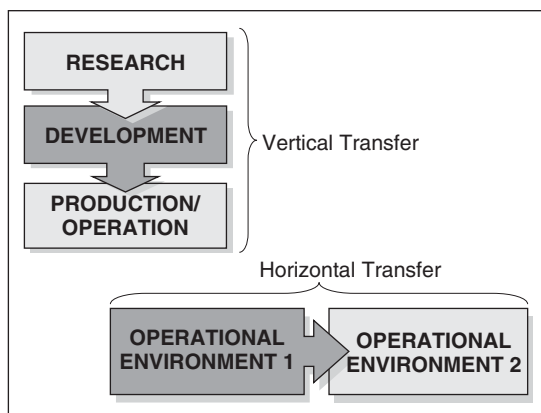 RESEARCH
DEVELOPMENT
PRODUCTION/
OPERATION
Vertical Transfer
Horizontal Transfer
OPERATIONAL
ENVIRONMENT 1
OPERATIONAL
ENVIRONMENT 2